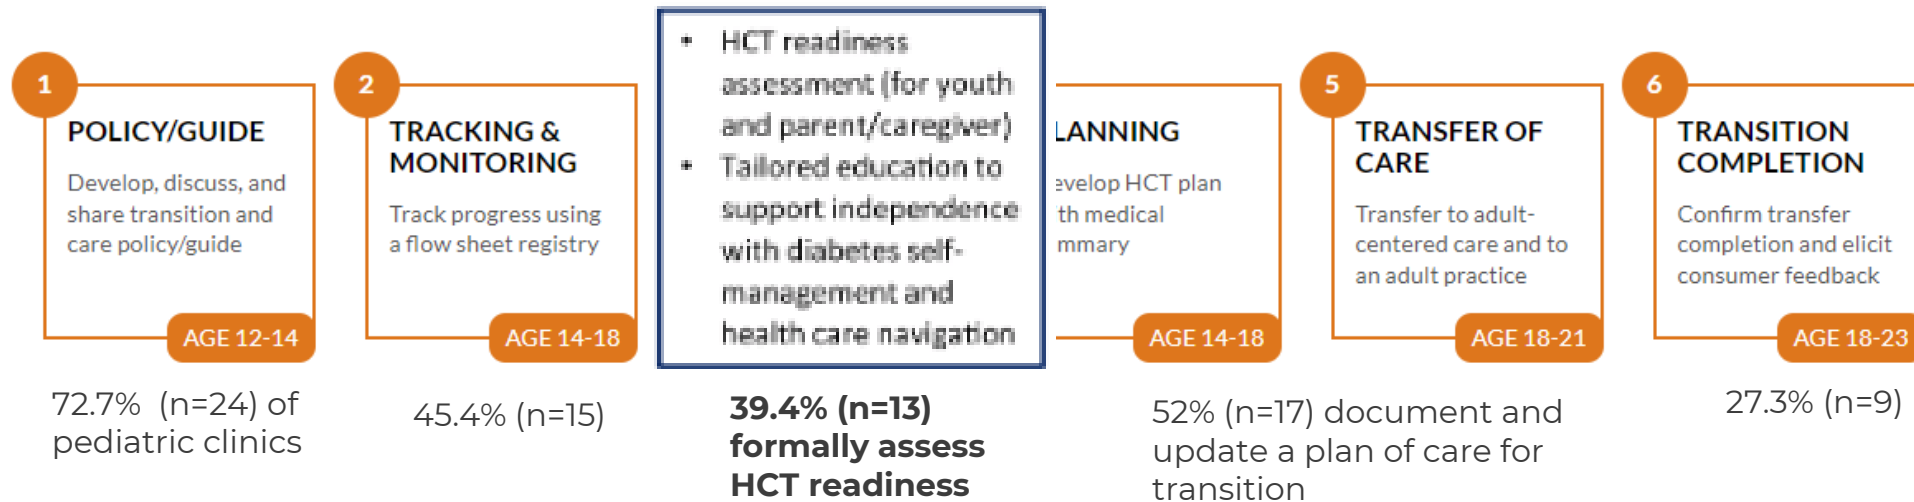 1
POLICY/GUIDE
Develop, discuss, and
share transition and
care policy/guide
AGE 12-14
72.7% (n=24) of
pediatric clinics
2
TRACKING &
MONITORING
Track progress using
a flow sheet registry
AGE 14-18
45.4% (n=15)
• HCT readiness
assessment (for youth
and parent/caregiver)
• Tailored education to
support independence
with diabetes self-
management and
health care navigation
39.4% (n=13)
formally assess
HCT readiness
LANNING
evelop HCT plan
th medical
mmary
AGE 14-18
52% (n=17) document and
update a plan of care for
transition
5
TRANSFER OF
CARE
Transfer to adult-
centered care and to
an adult practice
AGE 18-21
6
TRANSITION
COMPLETION
Confirm transfer
completion and elicit
consumer feedback
AGE 18-23
27.3% (n=9)